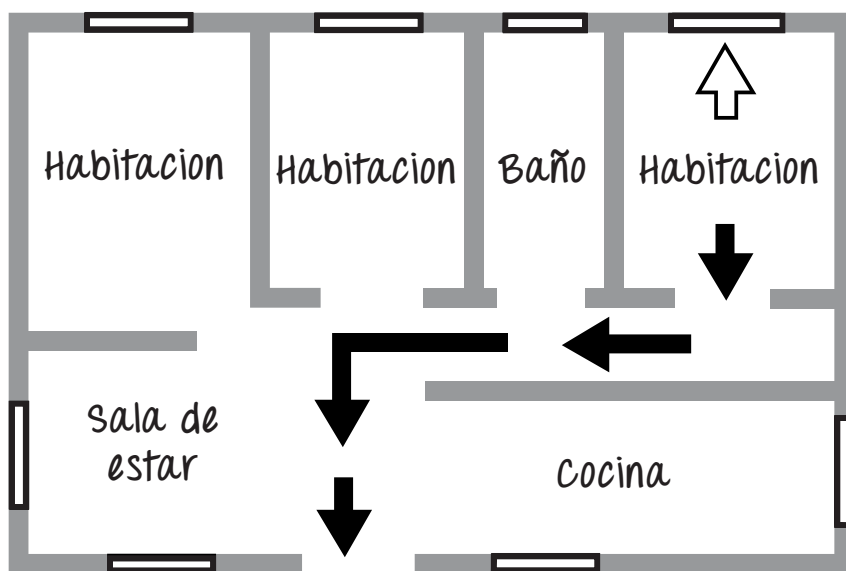 Habitacion
Habitacion
Baño
Habitacion
Sala de
estar
Cocina